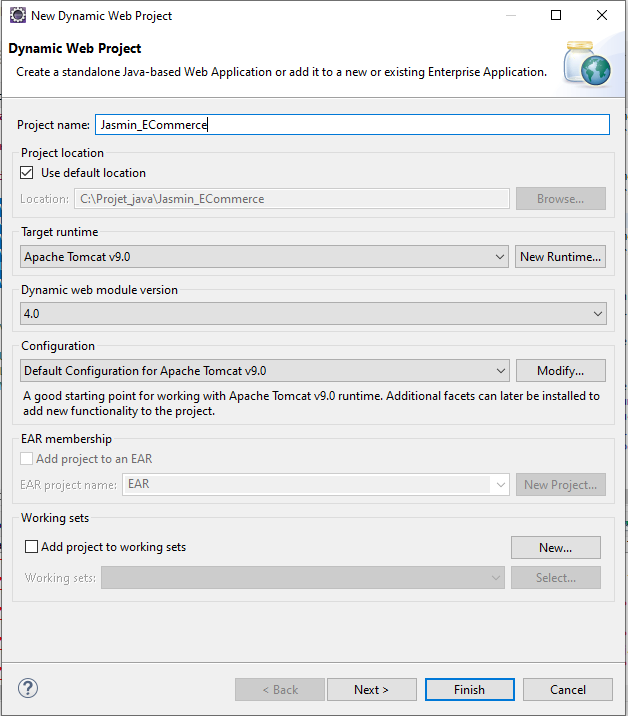 New Dynamic Web Project
Dynamic Web Project
Create a standalone Java-based Web Application or add it to a new or existing Enterprise Application.
Project name: Jasmin_ECommerce
Project location
Use default location
Location: C:\Projet_java\Jasmin_ECommerce Browse...
Target runtime
Apache Tomcat v9.0 New Runtime...
Dynamic web module version
4.0
Configuration
Default Configuration for Apache Tomcat v9.0 Modify...
A good starting point for working with Apache Tomcat v9.0 runtime. Additional facets can later be installed to
add new functionality to the project.
EAR membership
Add project to an EAR
EAR project name: EAR New Project...
Working sets
Add project to working sets New...
Working sets: Select...
? < Back Next > Finish Cancel